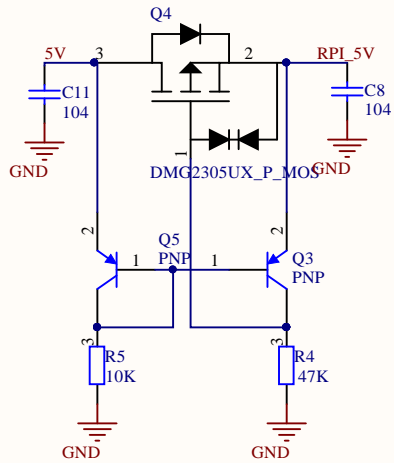 Q4
5V
3
2
RPI_5V
C11
104
C8
104
1
GND
DMG2305UX_P_MOS
GND
2
2
Q5
PNP
1
1
Q3
PNP
3
3
R5
10K
R4
47K
GND
GND